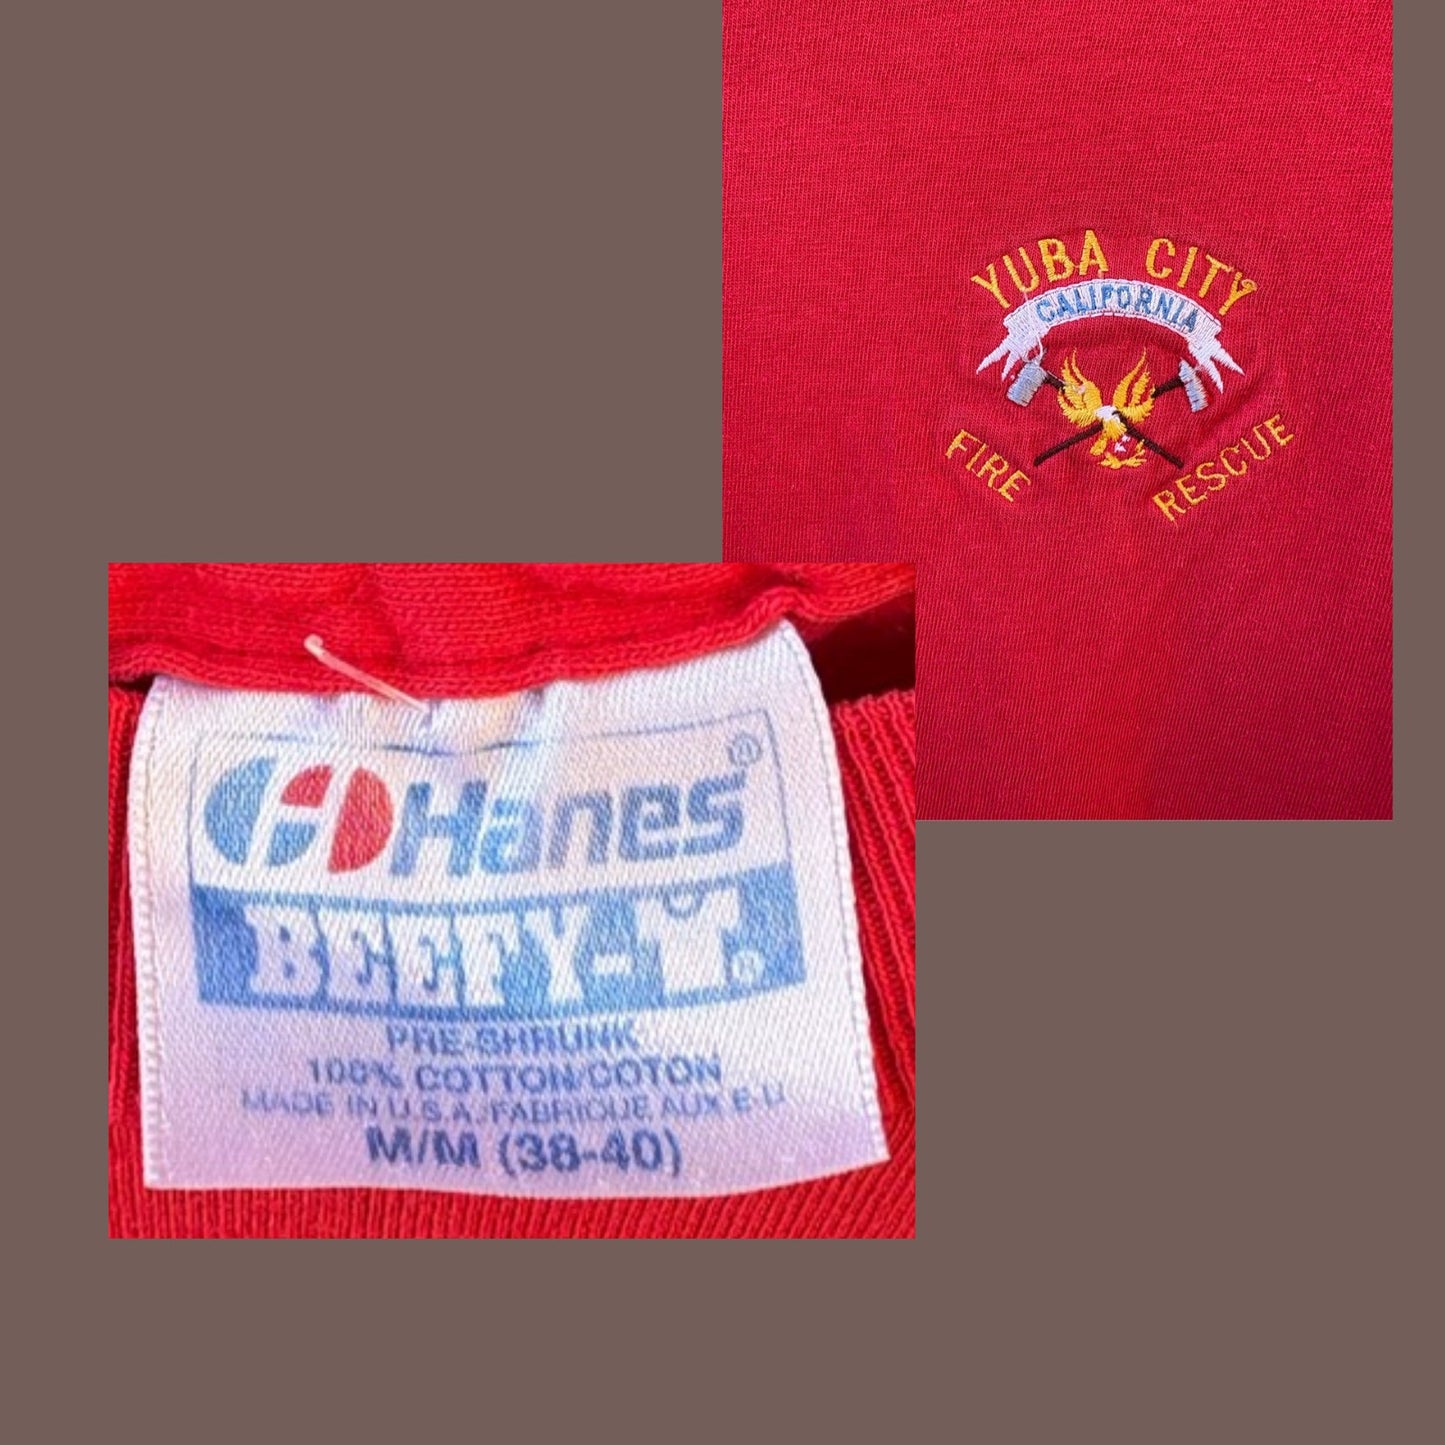 YUBA CITY
CALIFORNIA
FIRE RESCUE
Hanes®
BEEFY-T®
PRE-SHRUNK
100% COTTON/COTON
MADE IN U.S.A./FABRIQUE AUX E-U
M/M (38-40)